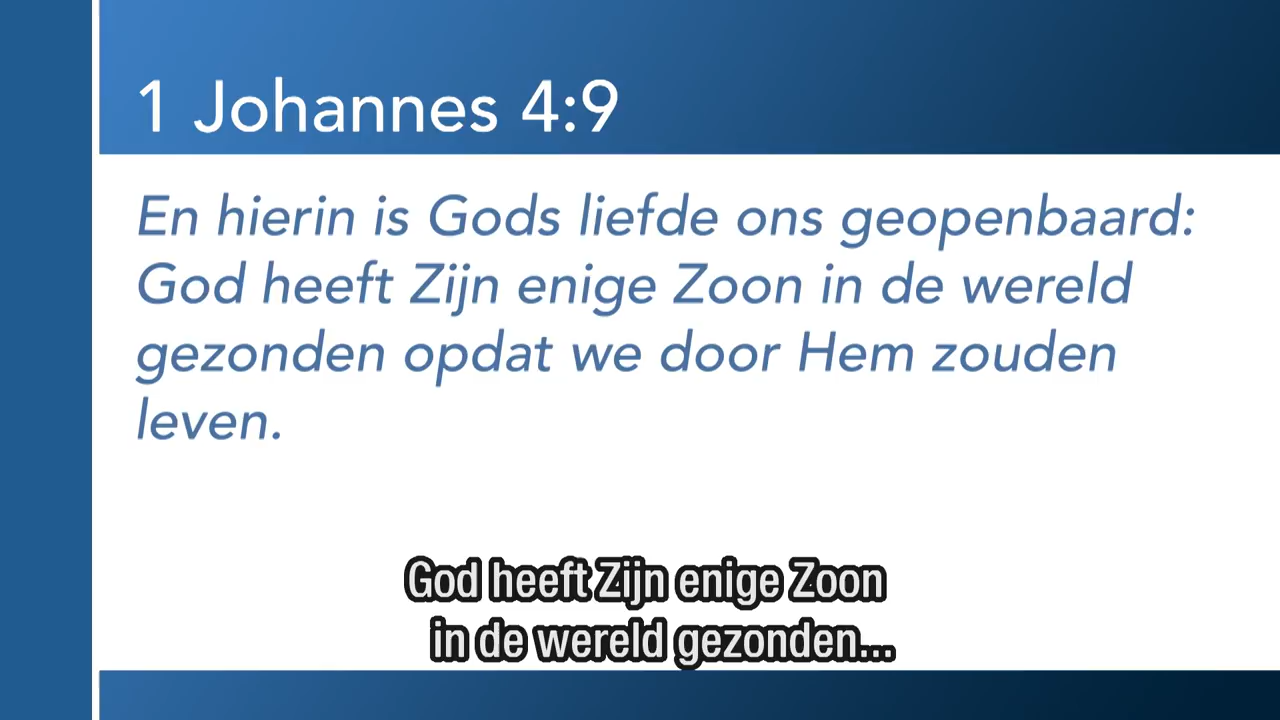 1 Johannes 4:9
En hierin is Gods liefde ons geopenbaard:
God heeft Zijn enige Zoon in de wereld
gezonden opdat we door Hem zouden
leven.
God heeft Zijn enige Zoon
in de wereld gezonden...